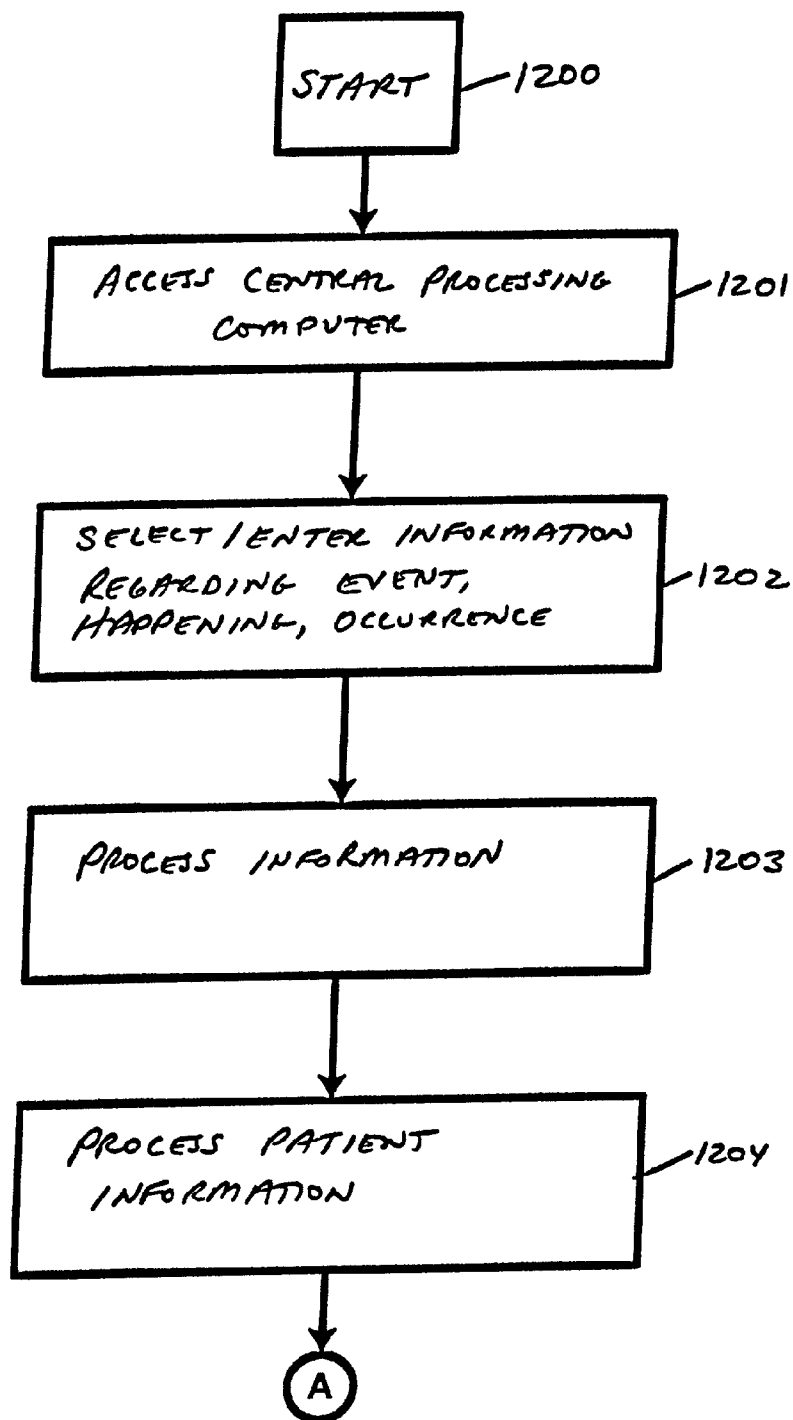 START
1200
ACCESS CENTRAL PROCESSING
COMPUTER
1201
SELECT/ENTER INFORMATION
REGARDING EVENT,
HAPPENING, OCCURRENCE
1202
PROCESS INFORMATION
1203
PROCESS PATIENT
INFORMATION
1204
A